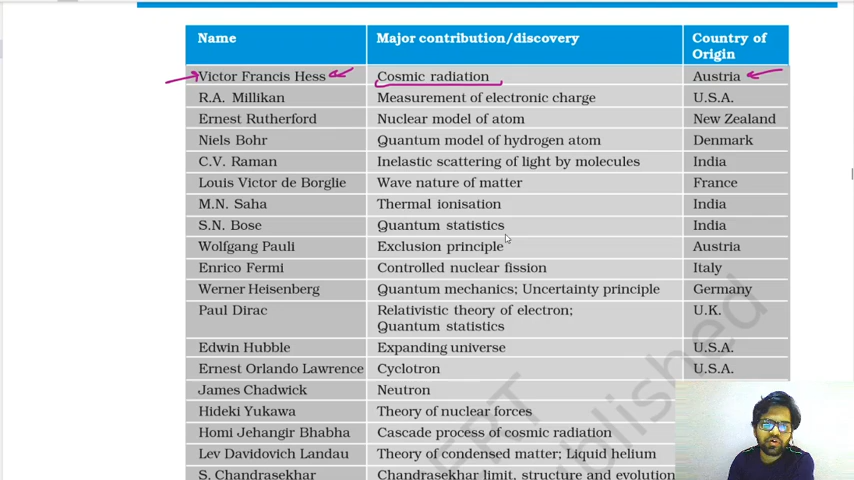 Name Major contribution/discovery Country of
Origin
Victor Francis Hess Cosmic radiation Austria
R.A. Millikan Measurement of electronic charge U.S.A.
Ernest Rutherford Nuclear model of atom New Zealand
Niels Bohr Quantum model of hydrogen atom Denmark
C.V. Raman Inelastic scattering of light by molecules India
Louis Victor de Borglie Wave nature of matter France
M.N. Saha Thermal ionisation India
S.N. Bose Quantum statistics India
Wolfgang Pauli Exclusion principle Austria
Enrico Fermi Controlled nuclear fission Italy
Werner Heisenberg Quantum mechanics; Uncertainty principle Germany
Paul Dirac Relativistic theory of electron; U.K.
Quantum statistics
Edwin Hubble Expanding universe U.S.A.
Ernest Orlando Lawrence Cyclotron U.S.A.
James Chadwick Neutron
Hideki Yukawa Theory of nuclear forces
Homi Jehangir Bhabha Cascade process of cosmic radiation
Lev Davidovich Landau Theory of condensed matter; Liquid helium
S. Chandrasekhar Chandrasekhar limit, structure and evolution